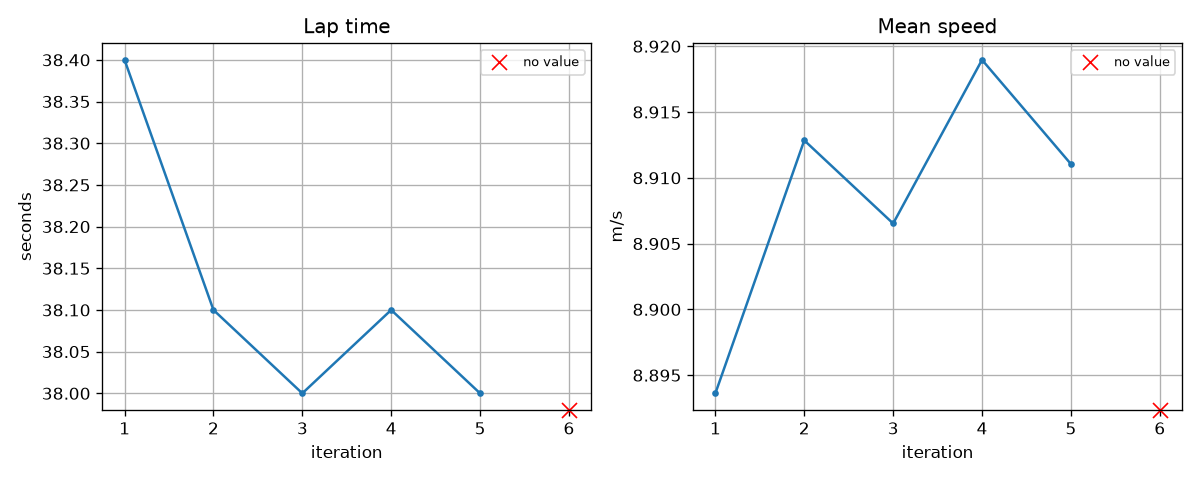 Lap time
no value
38.40
38.35
38.30
38.25
38.20
38.15
38.10
38.05
38.00
seconds
1 2 3 4 5 6
iteration
Mean speed
no value
8.920
8.915
8.910
8.905
8.900
8.895
m/s
1 2 3 4 5 6
iteration